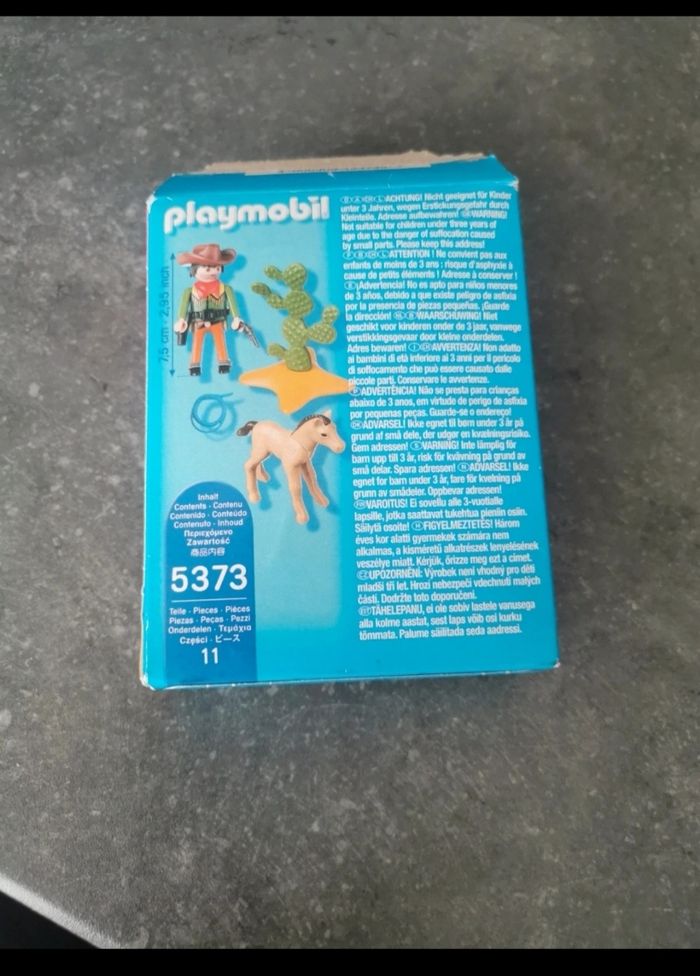 playmobil
7,5 cm - 2,95 inch
ACHTUNG! Nicht geeignet für Kinder
unter 3 Jahren, wegen Erstickungsgefahr durch
Kleinteile. Adresse aufbewahren! WARNING!
Not suitable for children under three years of
age due to the danger of suffocation caused
by small parts. Please keep this address!
ATTENTION ! Ne convient pas aux
enfants de moins de 3 ans : risque d'asphyxie à
cause de petits éléments ! Adresse à conserver !
¡Advertencia! No es apto para niños menores
de 3 años, debido a que existe peligro de asfixia
por la presencia de piezas pequeñas. ¡Guarde
la dirección! WAARSCHUWING! Niet
geschikt voor kinderen onder de 3 jaar, vanwege
verstikkingsgevaar door kleine onderdelen.
Adres bewaren! AVVERTENZA! Non adatto
ai bambini di età inferiore ai 3 anni per il pericolo
di soffocamento che può essere causato dalle
piccole parti. Conservare le avvertenze.
ADVERTÊNCIA! Não se presta para crianças
abaixo de 3 anos, em virtude de perigo de asfixia
por pequenas peças. Guarde-se o endereço!
ADVARSEL! Ikke egnet til børn under 3 år på
grund af små dele, der udgør en kvælningsrisiko.
Gem adressen! VARNING! Inte lämplig för
barn upp till 3 år, risk för kvävning på grund av
små delar. Spara adressen! ADVARSEL! Ikke
egnet for barn under 3 år, fare for kvelning på
grunn av smådeler. Oppbevar adressen!
VAROITUS! Ei sovellu alle 3-vuotialle
lapsille, jotka saattavat tukehtua pieniin osiin.
Säilytä osoite! FIGYELMEZTETÉS! Három
éves kor alatti gyermekek számára nem
alkalmas, a kisméretű alkatrészek lenyelésének
veszélye miatt. Kérjük, őrizze meg ezt a címet.
UPOZORNĚNÍ: Výrobek není vhodný pro děti
mladší tří let. Hrozí nebezpečí vdechnutí malých
částí. Dodržte toto doporučení.
TÄHELEPANU, ei ole sobiv lastele vanusega
alla kolme aastat, sest laps võib osi kurku
tõmmata. Palume säilitada seda aadressi.
Inhalt
Contents · Contenu
Contenido · Conteúdo
Contenuto · Inhoud
Περιεχόμενο
Zawartość
商品内容
5373
Teile · Pieces · Pièces
Piezas · Peças · Pezzi
Onderdelen · Τεμάχια
Części · ピース
11